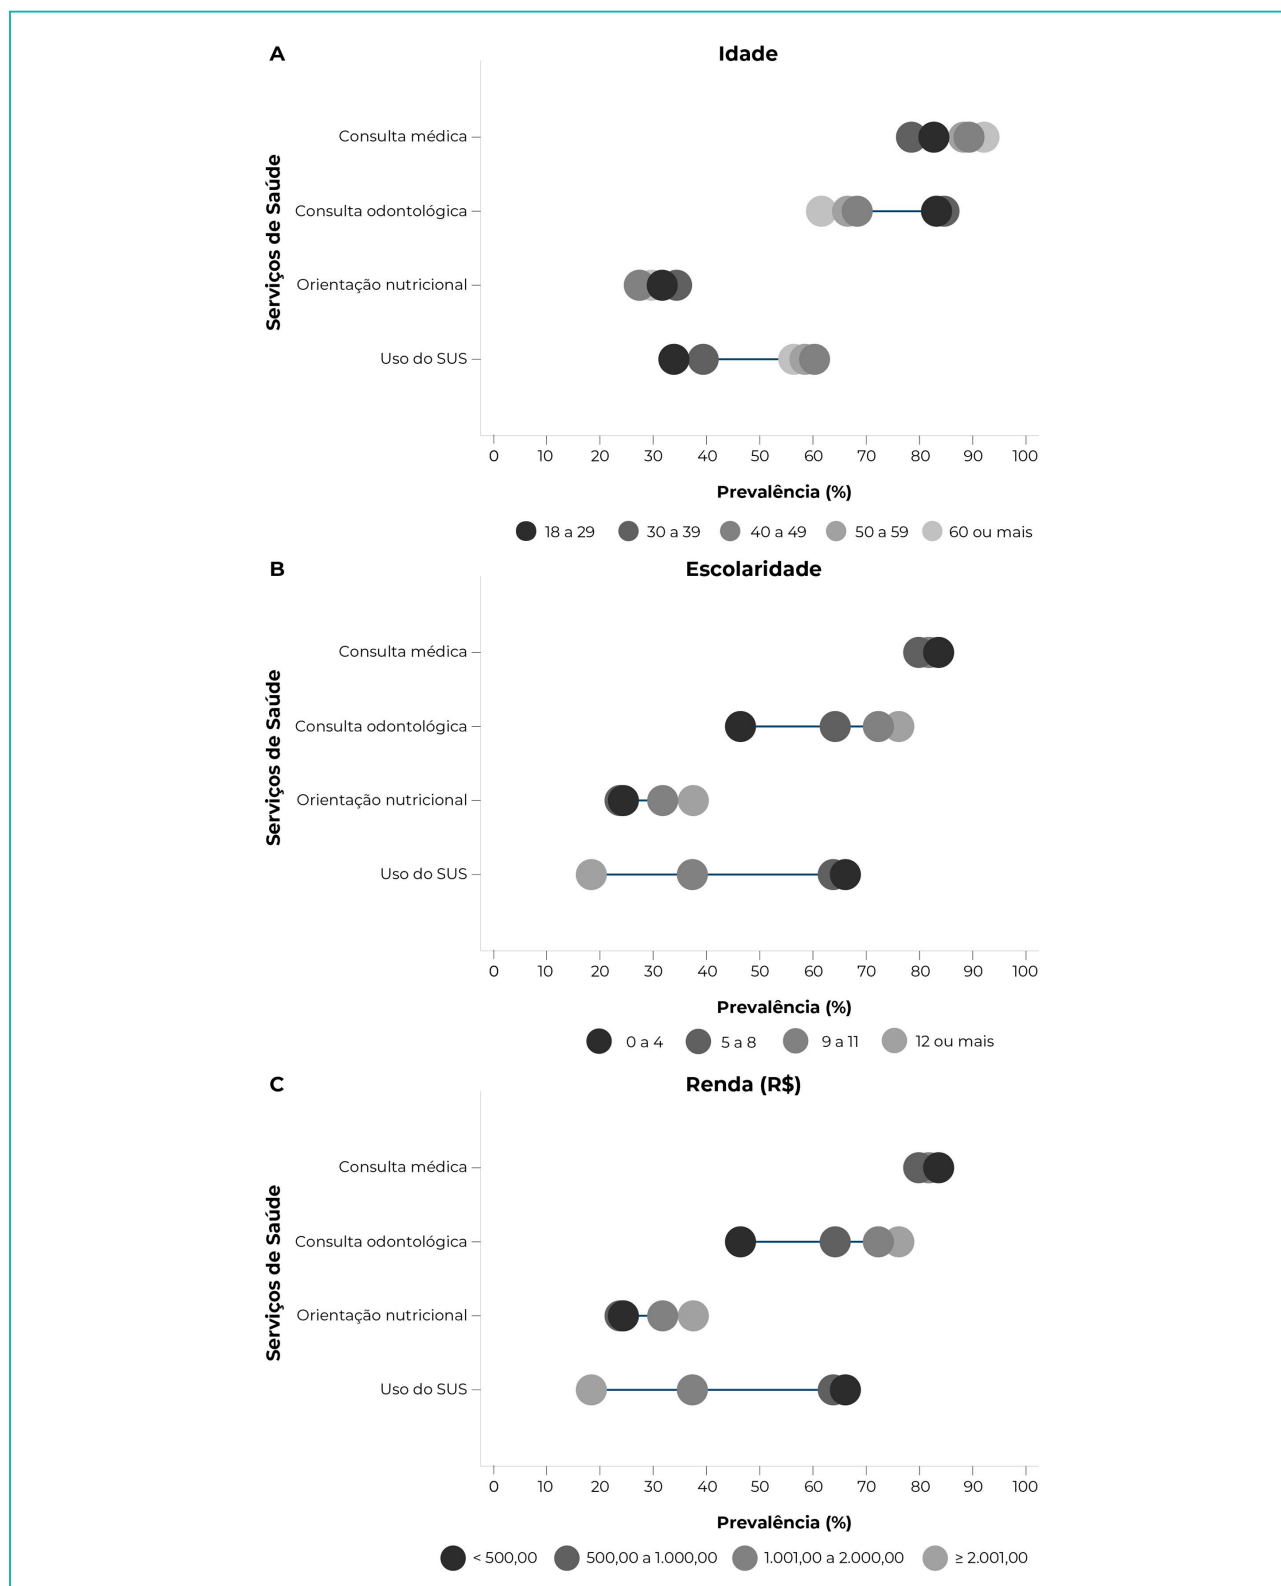 A
Idade
Serviços de Saúde
Consulta médica
Consulta odontológica
Orientação nutricional
Uso do SUS
0 10 20 30 40 50 60 70 80 90 100
Prevalência (%)
18 a 29 30 a 39 40 a 49 50 a 59 60 ou mais
B
Escolaridade
Serviços de Saúde
Consulta médica
Consulta odontológica
Orientação nutricional
Uso do SUS
0 10 20 30 40 50 60 70 80 90 100
Prevalência (%)
0 a 4 5 a 8 9 a 11 12 ou mais
C
Renda (R$)
Serviços de Saúde
Consulta médica
Consulta odontológica
Orientação nutricional
Uso do SUS
0 10 20 30 40 50 60 70 80 90 100
Prevalência (%)
< 500,00 500,00 a 1.000,00 1.001,00 a 2.000,00 ≥ 2.001,00